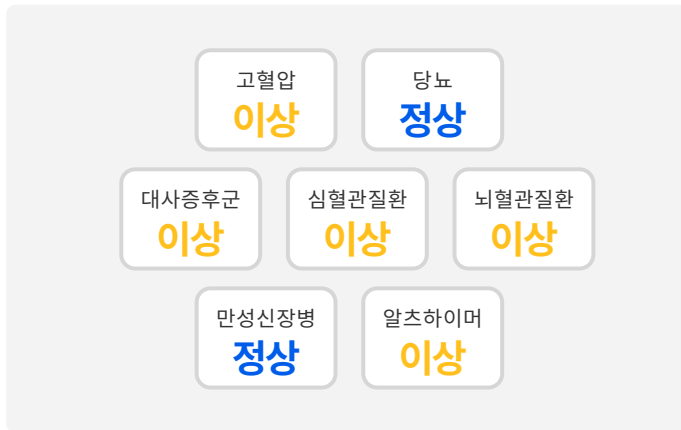 고혈압
이상
당뇨
정상
대사증후군
이상
심혈관질환
이상
뇌혈관질환
이상
만성신장병
정상
알츠하이머
이상